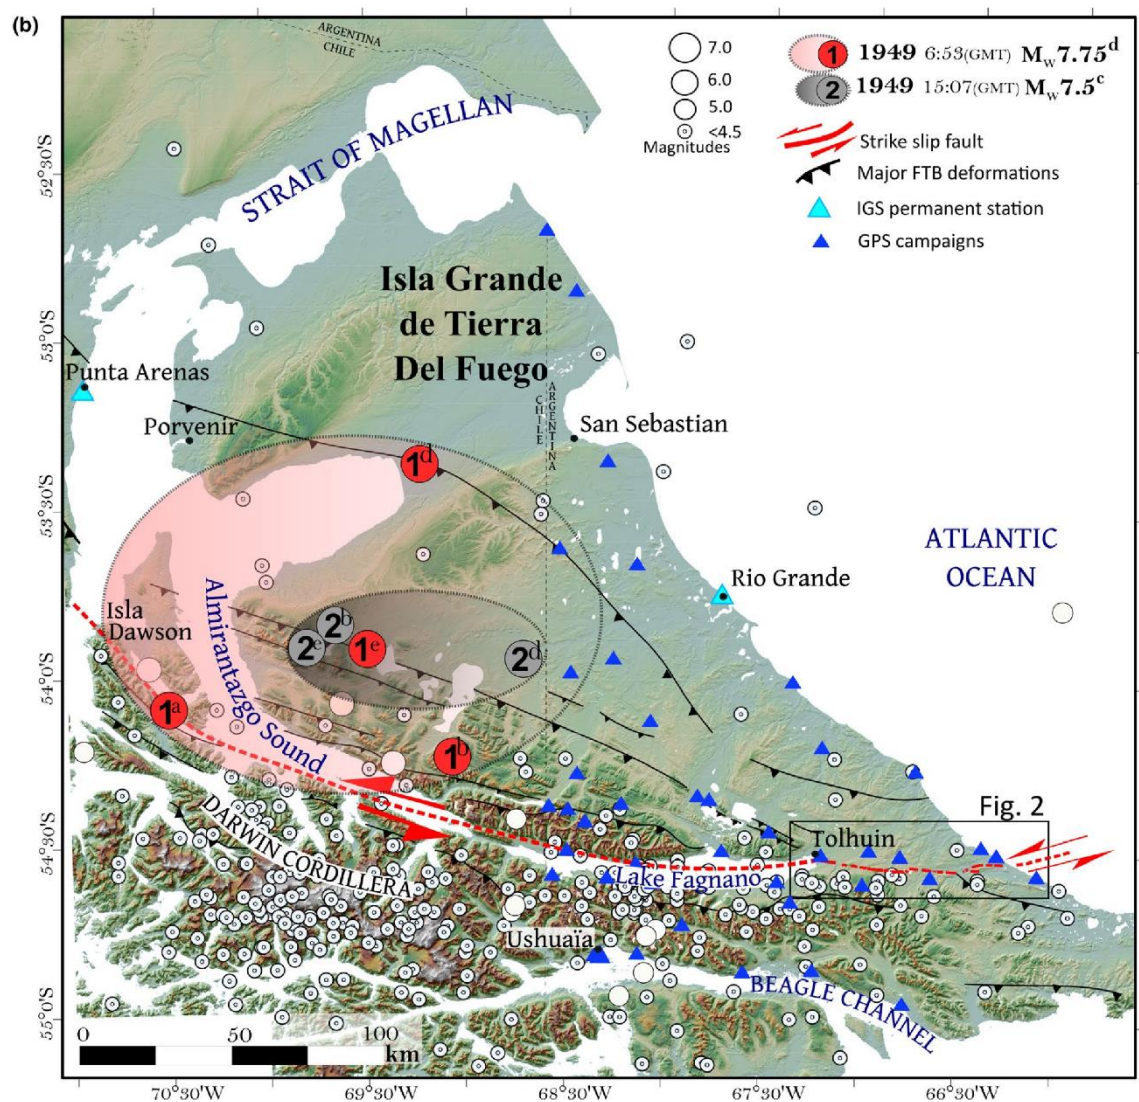 (b)
ARGENTINA
CHILE
7.0
6.0
5.0
<4.5
Magnitudes
1 1949 6:53(GMT) Mw7.75d
2 1949 15:07(GMT) Mw7.5c
Strike slip fault
Major FTB deformations
IGS permanent station
GPS campaigns
STRAIT OF MAGELLAN
Isla Grande
de Tierra
Del Fuego
Punta Arenas
Porvenir
CHILE
ARGENTINA
San Sebastian
1d
ATLANTIC
OCEAN
Rio Grande
Isla
Dawson
Almirantazgo Sound
2b
2e
1e
2d
1a
1b
Fig. 2
Tolhuin
DARWIN CORDILLERA
Lake Fagnano
Ushuaïa
BEAGLE CHANNEL
0 50 100
km
52°30'S
53°0'S
53°30'S
54°0'S
54°30'S
55°0'S
70°30'W 69°30'W 68°30'W 67°30'W 66°30'W